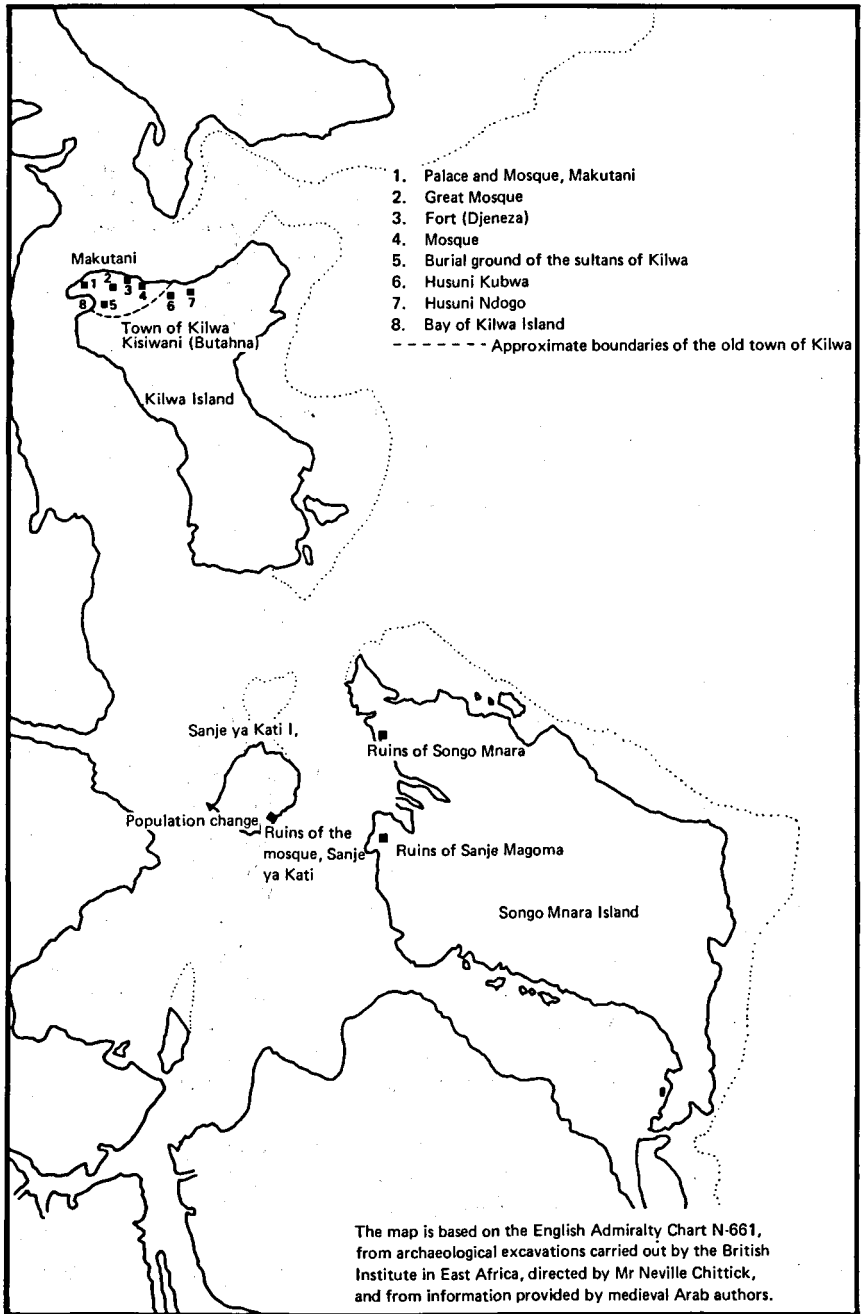 1. Palace and Mosque, Makutani
2. Great Mosque
3. Fort (Djeneza)
4. Mosque
5. Burial ground of the sultans of Kilwa
6. Husuni Kubwa
7. Husuni Ndogo
8. Bay of Kilwa Island
------- Approximate boundaries of the old town of Kilwa
Makutani
1
2
3
4
5
6
7
8
Town of Kilwa
Kisiwani (Butahna)
Kilwa Island
Sanje ya Kati I,
Ruins of Songo Mnara
Population change
Ruins of the
mosque, Sanje
ya Kati
Ruins of Sanje Magoma
Songo Mnara Island
The map is based on the English Admiralty Chart N-661,
from archaeological excavations carried out by the British
Institute in East Africa, directed by Mr Neville Chittick,
and from information provided by medieval Arab authors.